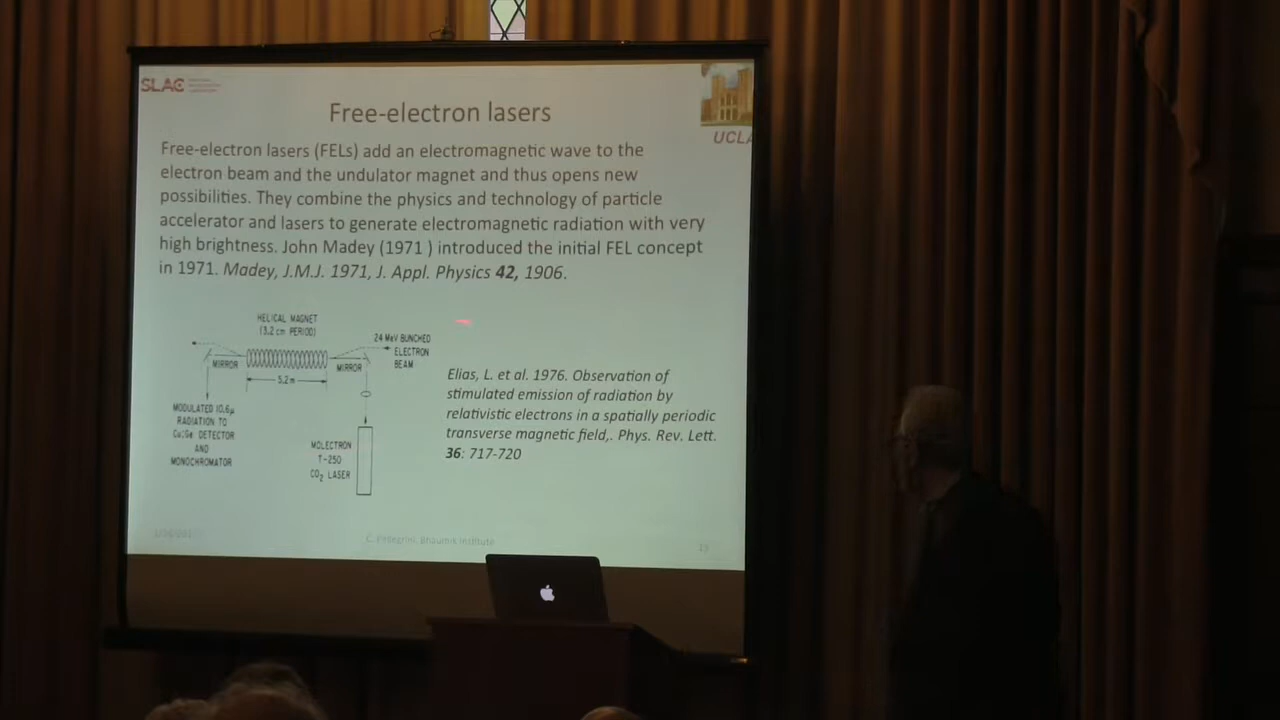 SLAC
Free-electron lasers
UCLA
Free-electron lasers (FELs) add an electromagnetic wave to the
electron beam and the undulator magnet and thus opens new
possibilities. They combine the physics and technology of particle
accelerator and lasers to generate electromagnetic radiation with very
high brightness. John Madey (1971 ) introduced the initial FEL concept
in 1971. Madey, J.M.J. 1971, J. Appl. Physics 42, 1906.
HELICAL MAGNET
(3.2 cm PERIOD)
24 MeV BUNCHED
ELECTRON
BEAM
MIRROR
MIRROR
5.2 m
MODULATED 10.6μ
RADIATION TO
Cu:Ge DETECTOR
AND
MONOCHROMATOR
MOLECTRON
T-250
CO₂ LASER
Elias, L. et al. 1976. Observation of
stimulated emission of radiation by
relativistic electrons in a spatially periodic
transverse magnetic field,. Phys. Rev. Lett.
36: 717-720
C. Pellegrini, Bhaumik Institute
19